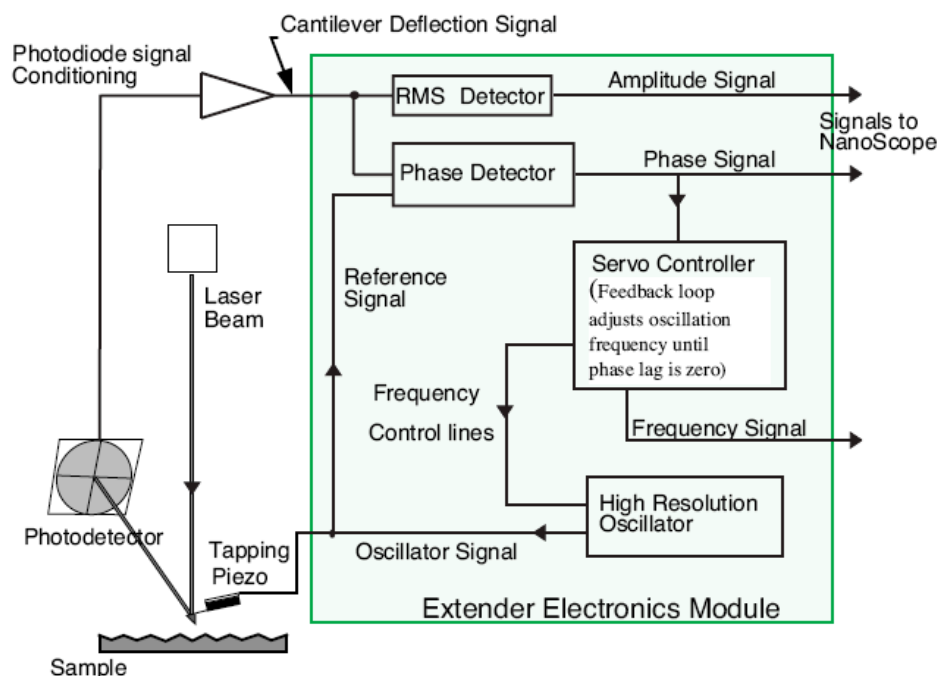 Cantilever Deflection Signal
Photodiode signal
Conditioning
RMS Detector
Amplitude Signal
Signals to
NanoScope
Phase Detector
Phase Signal
Servo Controller
(Feedback loop
adjusts oscillation
frequency until
phase lag is zero)
Reference
Signal
Laser
Beam
Frequency
Control lines
Frequency Signal
High Resolution
Oscillator
Photodetector
Tapping
Piezo
Oscillator Signal
Extender Electronics Module
Sample